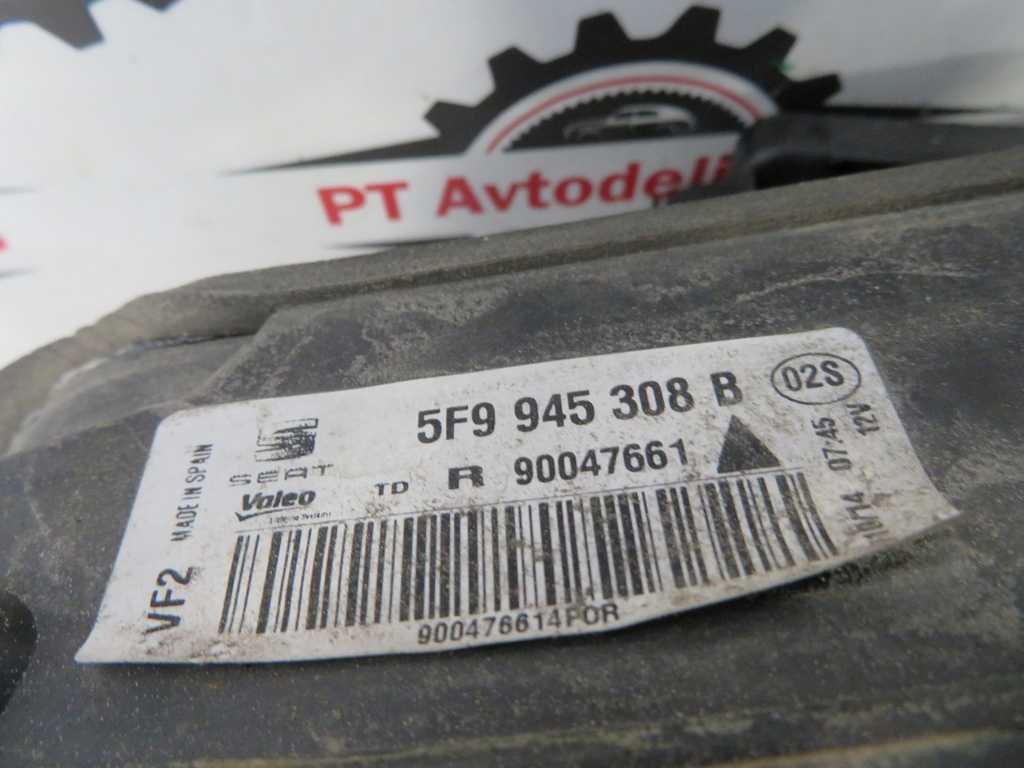 PT Avtodeli
5F9 945 308 B
02S
SEAT
Valeo
TD R 90047661
VF2 MADE IN SPAIN
07:45 12V
900476614POR